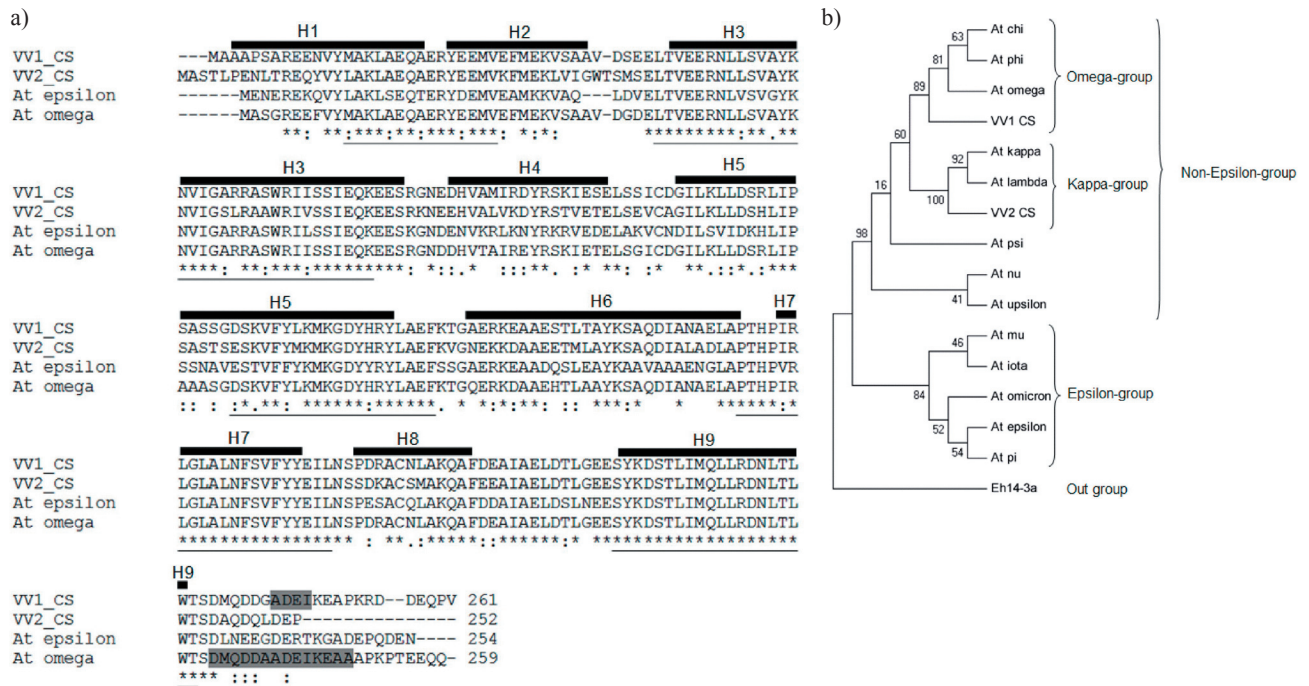 a)
H1 H2 H3
VV1_CS ---MAAAPSAREENVYMAKLAEQAERYEEMVEFMEKVSAAV-DSEELTVEERNLLSVAYK
VV2_CS MASTLPENLTREQYVYLAKLAEQAERYEEMVKFMEKLVIGWTSMSELTVEERNLLSVAYK
At epsilon ------MENEREKQVYLAKLSEQTERYDEMVEAMKKVAQ--LDVELTVEERNLLSVGYK
At omega ------MASGREEFVYMAKLAEQAERYEEMVEFMEKVSAAVDGDELTVEERNLLSVAYK
H3 H4 H5
VV1_CS NVIGARRASWRIISSIEQKEESRGNEDHVAMIRDYRSKIESELSSICDGILKLLDSRLIP
VV2_CS NVIGSLRAAWRIVSSIEQKEESRKNEEHVALVKDYRSTVETELSEVCAGILKLLDSHLIP
At epsilon NVIGARRASWRILSSIEQKEESKGNDENVKRLKNYRKRVEDELAKVCNDILSVIDKHLIP
At omega NVIGARRASWRIISSIEQKEESRGNDDHVTAIREYRSKIETELSGICDGILKLLDSRLIP
H5 H6 H7
VV1_CS SASSGDSKVFYLKMKGDYHRYLAEFKTGAERKEAAESTLTAYKSAQDIANAELAPTHPIR
VV2_CS SASTSESKVFYMKMKGDYHRYLAEFKVGNEKKDAAEETMLAYKSAQDIALADLAPTHPIR
At epsilon SSNAVESTVFFYKMKGDYYRYLAEFSSGAERKEAADQSLEAYKAAVAAAENGLAPTHPVR
At omega AAASGDSKVFYLKMKGDYHRYLAEFKTGQERKDAAEHTLAAYKSAQDIANAELAPTHPIR
H7 H8 H9
VV1_CS LGLALNFSVFYYEILNSPDRACNLAKQAFDEAIAELDTLGEESYKDSTLIMQLLRDNLTL
VV2_CS LGLALNFSVFYYEILNSSDKACSMAKQAFEEAIAELDTLGEESYKDSTLIMQLLRDNLTL
At epsilon LGLALNFSVFYYEILNSPESACQLAKQAFDDAIAELDSLNEESYKDSTLIMQLLRDNLTL
At omega LGLALNFSVFYYEILNSPDRACNLAKQAFDEAIAELDTLGEESYKDSTLIMQLLRDNLTL
H9
VV1_CS WTSDMQDDGADEIKEAPKRD--DEQPV 261
VV2_CS WTSDAQDQLDEP--------------- 252
At epsilon WTSDLNEEGDERTKGADEPQDEN---- 254
At omega WTSDMQDDAADEIKEAAAPKPTEEQQ- 259
**** ::: :
b)
At chi
At phi
At omega
VV1 CS
At kappa
At lambda
VV2 CS
At psi
At nu
At upsilon
At mu
At iota
At omicron
At epsilon
At pi
Eh14-3a
63
81
89
60
92
100
16
98
41
46
84
52
54
Omega-group
Kappa-group
Non-Epsilon-group
Epsilon-group
Out group